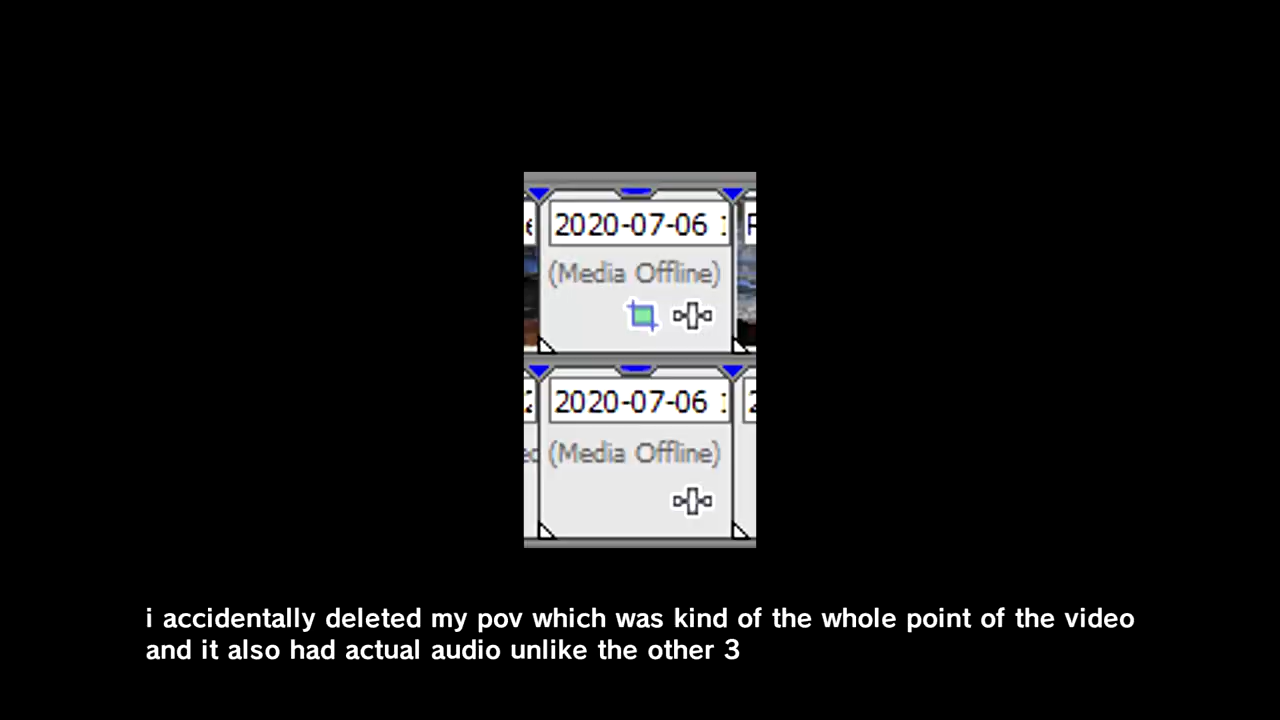 2020-07-06
(Media Offline)
2020-07-06
(Media Offline)
i accidentally deleted my pov which was kind of the whole point of the video
and it also had actual audio unlike the other 3